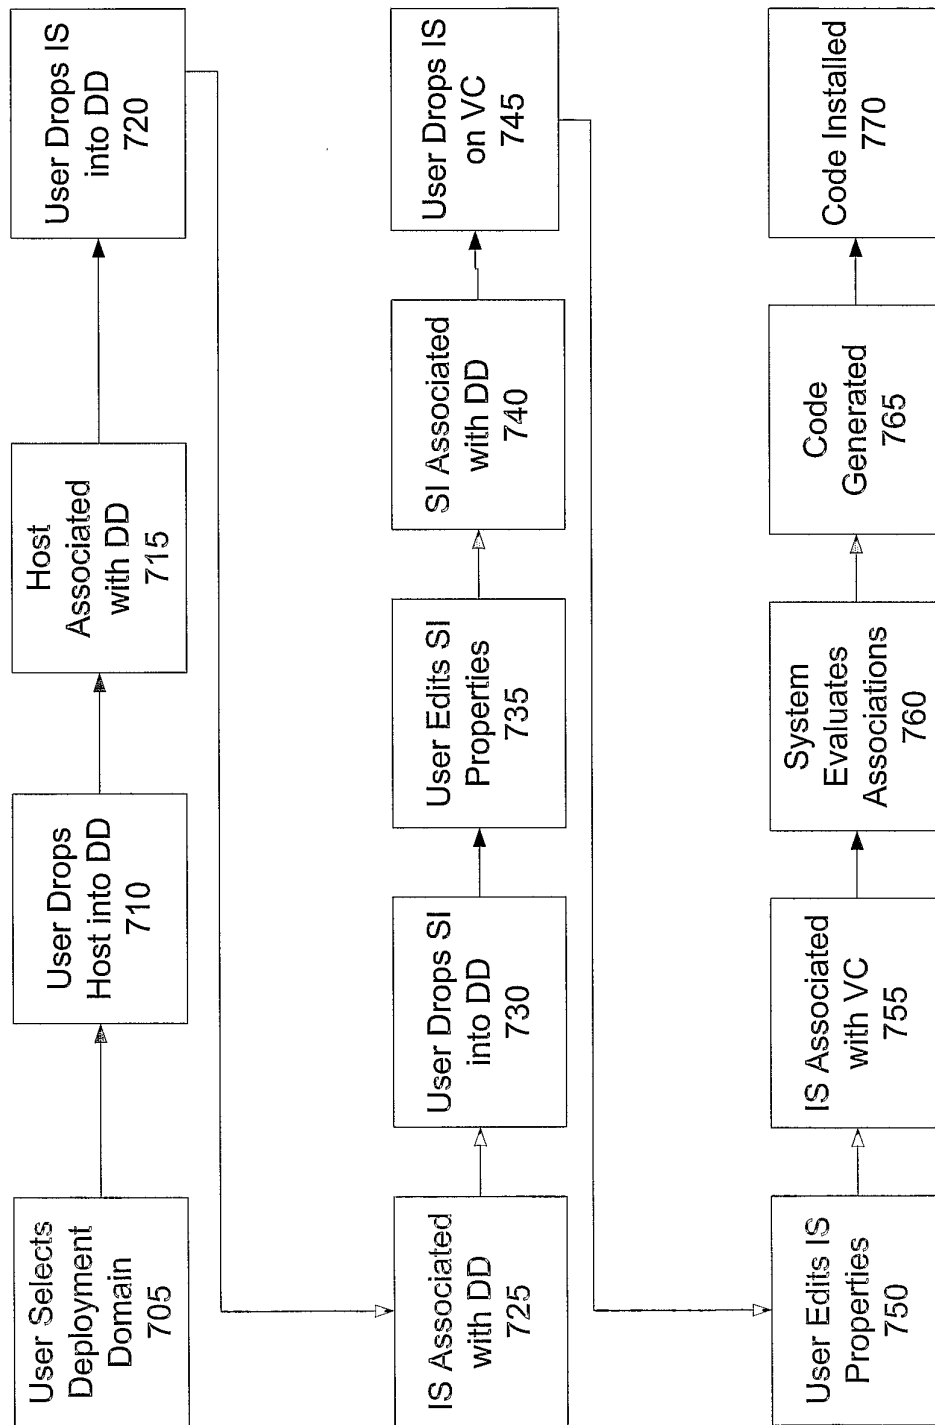 User Selects
Deployment
Domain
705
User Drops
Host into DD
710
Host
Associated
with DD
715
User Drops IS
into DD
720
IS Associated
with DD
725
User Drops SI
into DD
730
User Edits SI
Properties
735
SI Associated
with DD
740
User Drops IS
on VC
745
User Edits IS
Properties
750
IS Associated
with VC
755
System
Evaluates
Associations
760
Code
Generated
765
Code Installed
770